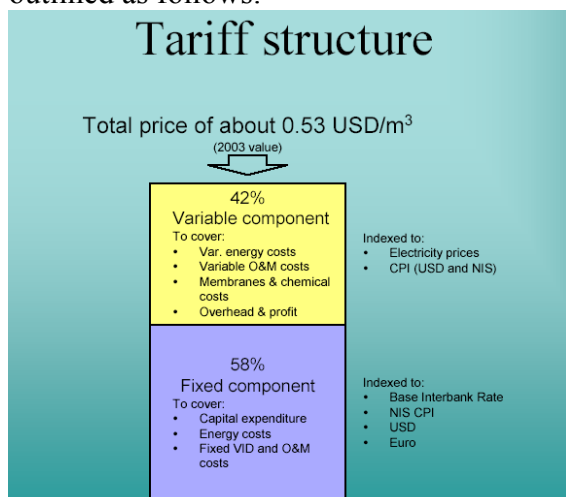 Tariff structure
Total price of about 0.53 USD/m³
(2003 value)
42%
Variable component
To cover:
• Var. energy costs
• Variable O&M costs
• Membranes & chemical
costs
• Overhead & profit
Indexed to:
• Electricity prices
• CPI (USD and NIS)
58%
Fixed component
To cover:
• Capital expenditure
• Energy costs
• Fixed VID and O&M
costs
Indexed to:
• Base Interbank Rate
• NIS CPI
• USD
• Euro